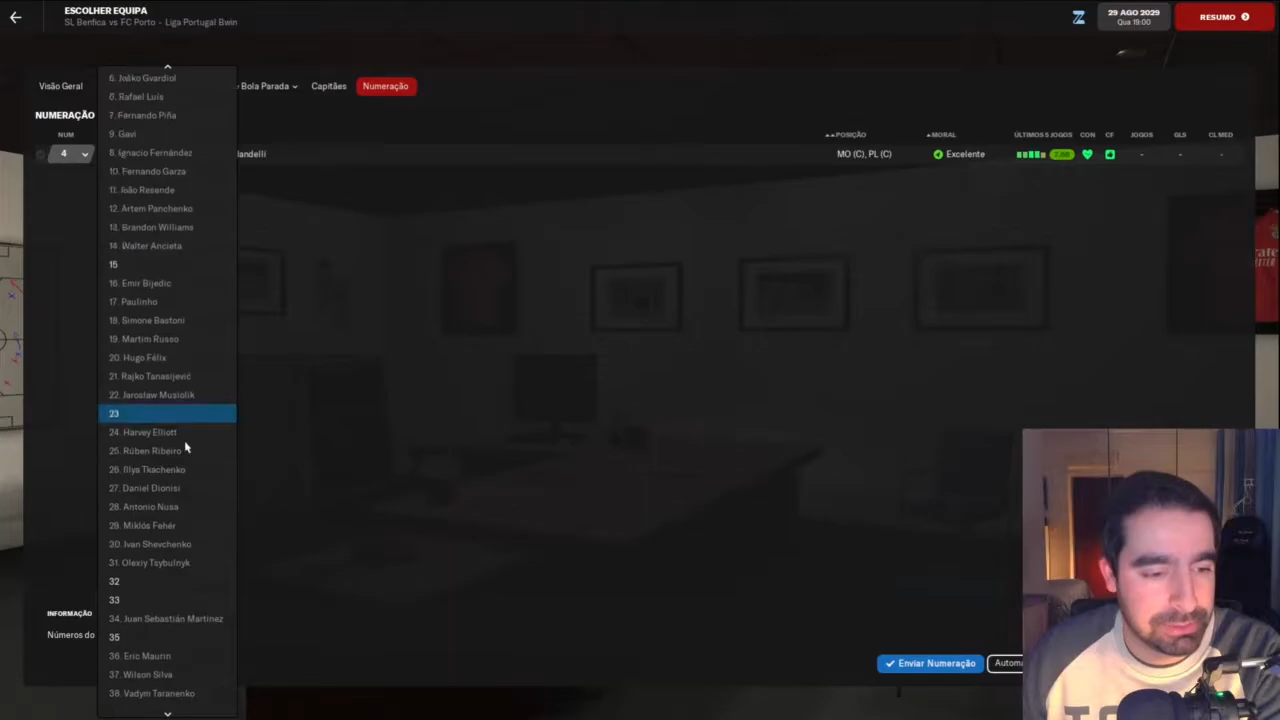 ESCOLHER EQUIPA
SL Benfica vs FC Porto - Liga Portugal Bwin
29 AGO 2029
Qua 19:00
RESUMO
Visão Geral
Bola Parada
Capitães
Numeração
NUMERAÇÃO
NUM
POSIÇÃO
MORAL
ÚLTIMOS 5 JOGOS
CON
CF
JOGOS
GLS
CL MED
4
landelli
MO (C), PL (C)
Excelente
7.68
-
-
-
6. Joško Gvardiol
6. Rafael Luís
7. Fernando Piña
9. Gavi
8. Ignacio Fernández
10. Fernando Garza
11. João Resende
12. Artem Panchenko
13. Brandon Williams
14. Walter Ancieta
15
16. Emir Bijedic
17. Paulinho
18. Simone Bastoni
19. Martim Russo
20. Hugo Félix
21. Rajko Tanasijević
22. Jarosław Musiolik
23
24. Harvey Elliott
25. Rúben Ribeiro
26. Illya Tkachenko
27. Daniel Dionisi
28. Antonio Nusa
29. Miklós Fehér
30. Ivan Shevchenko
31. Olexiy Tsybulnyk
32
33
34. Juan Sebastián Martínez
35
36. Eric Maurin
37. Wilson Silva
38. Vadym Taranenko
INFORMAÇÃO
Números do
Enviar Numeração
Automa